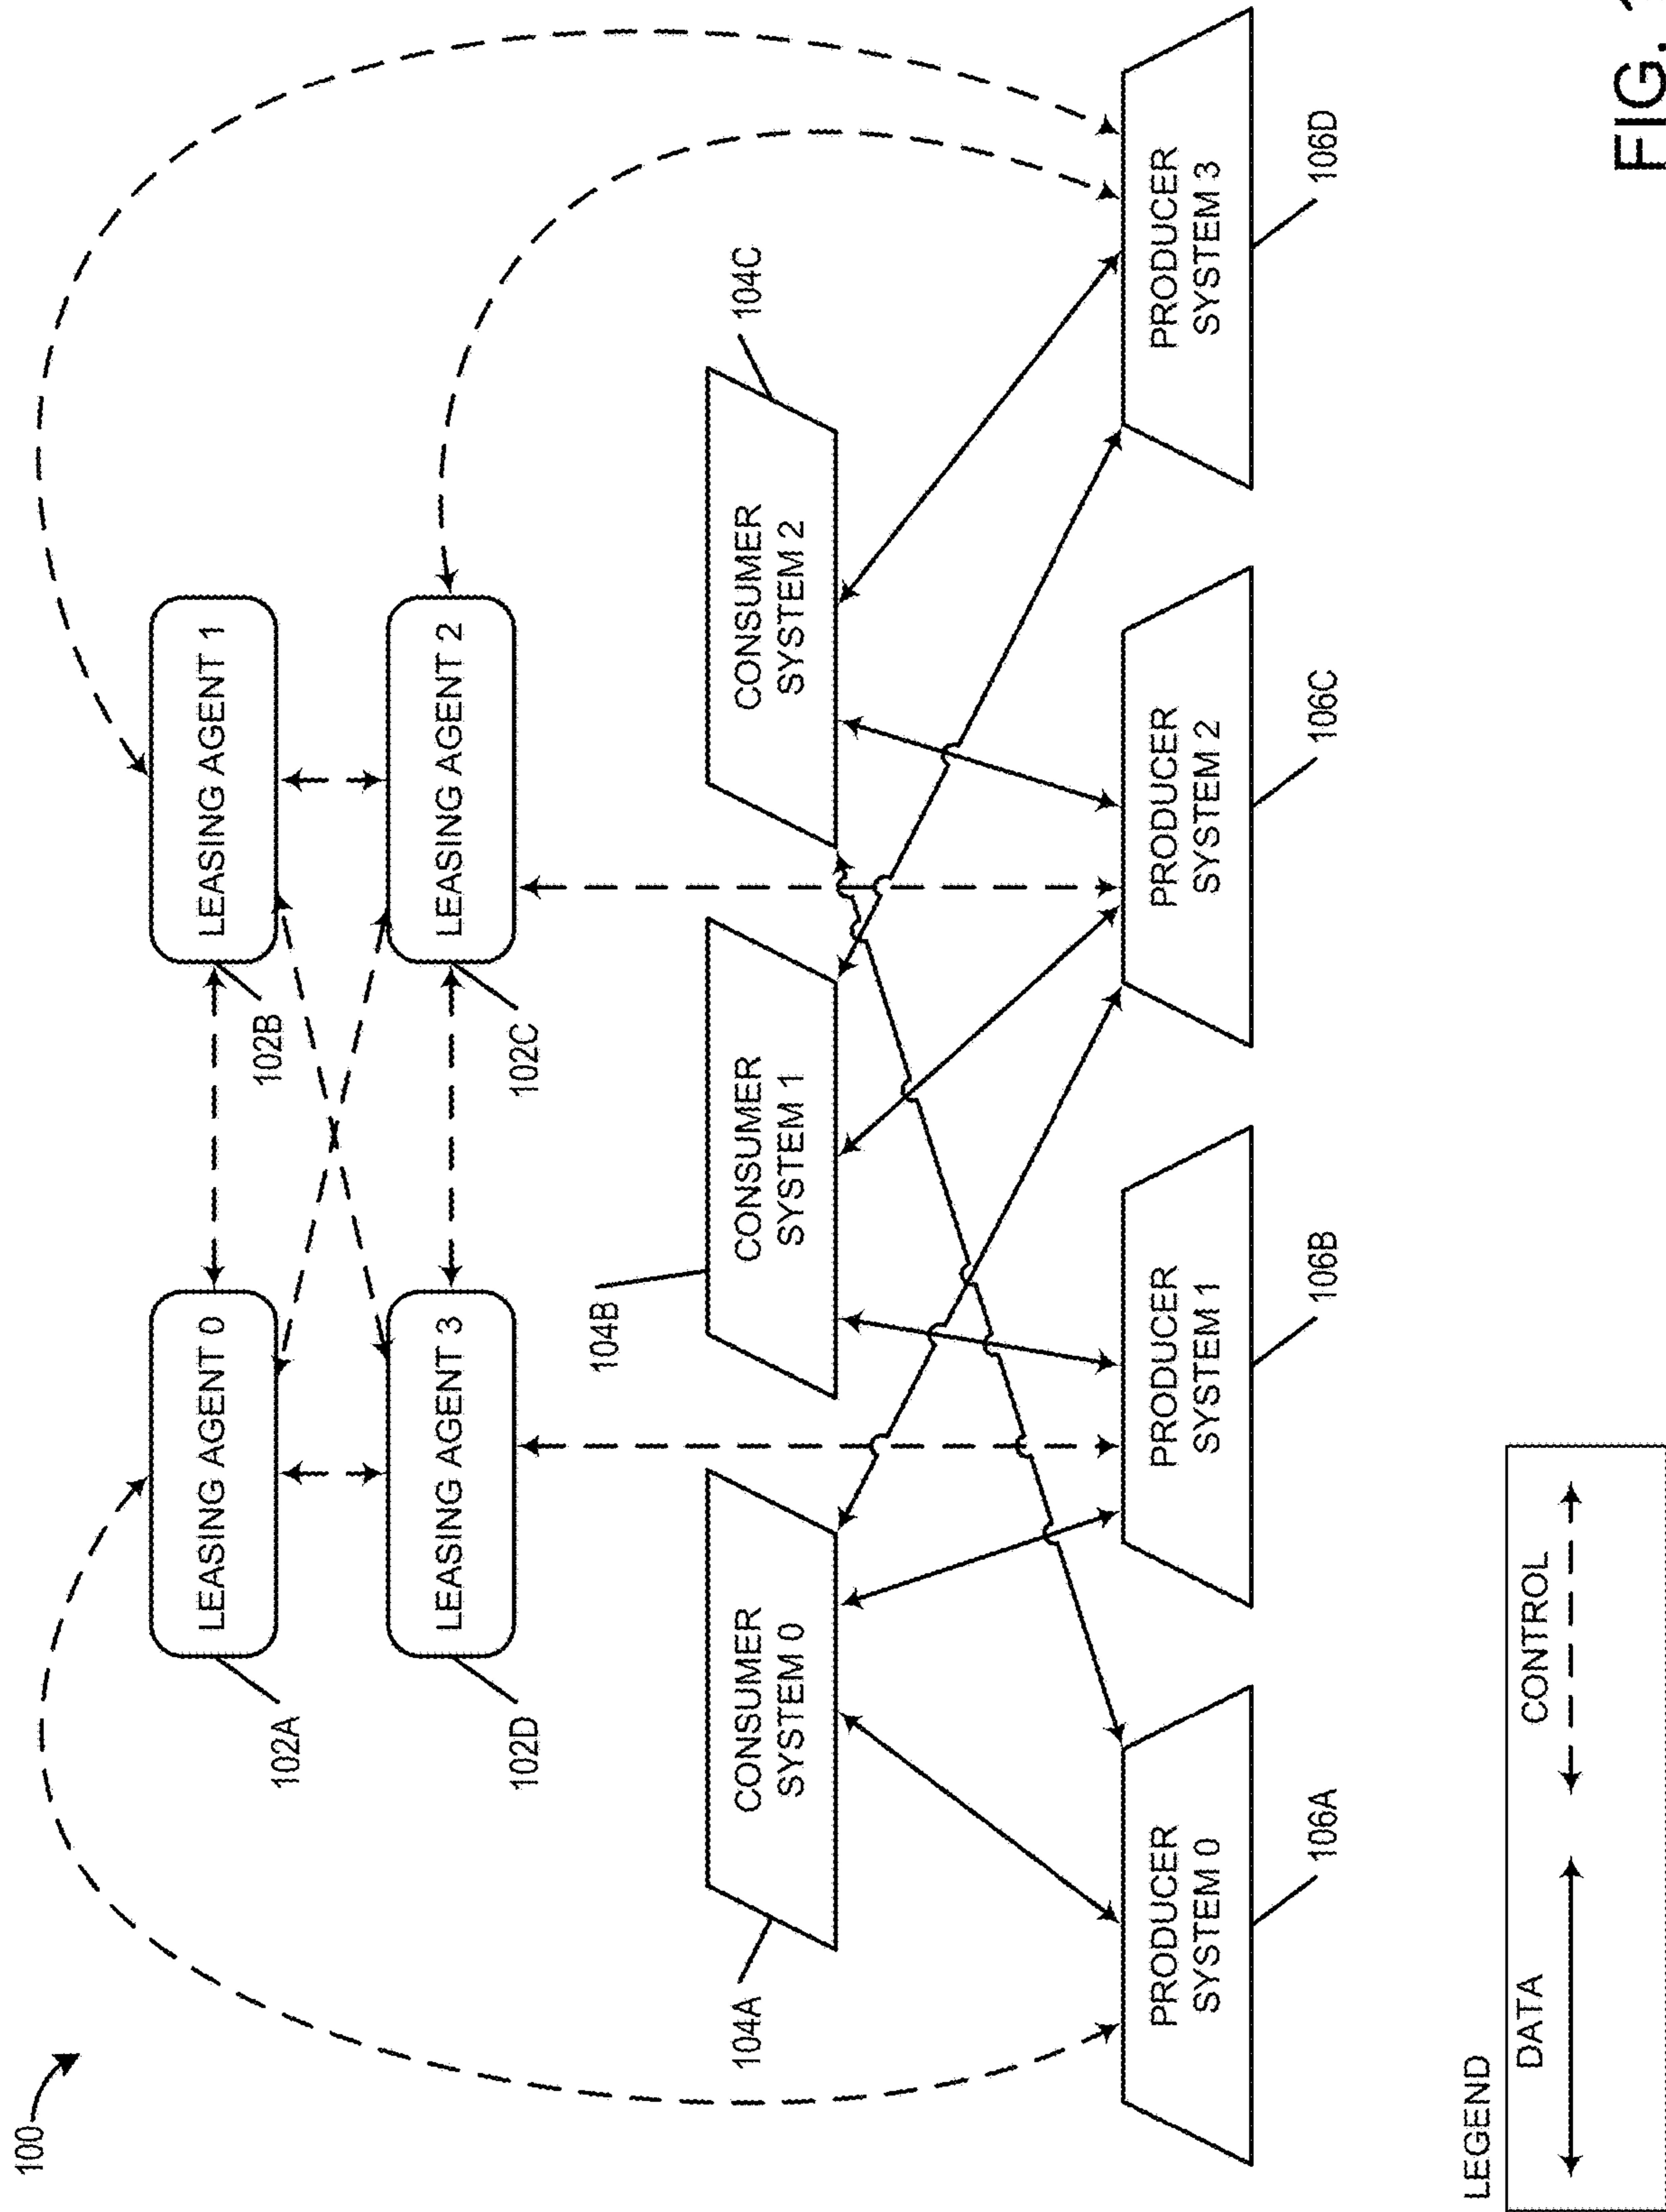 100
LEASING AGENT 0
LEASING AGENT 1
102A
102B
LEASING AGENT 3
LEASING AGENT 2
102D
102C
104A
104B
104C
CONSUMER
SYSTEM 0
CONSUMER
SYSTEM 1
CONSUMER
SYSTEM 2
PRODUCER
SYSTEM 0
PRODUCER
SYSTEM 1
PRODUCER
SYSTEM 2
PRODUCER
SYSTEM 3
106A
106B
106C
106D
LEGEND
DATA
CONTROL
FIG.